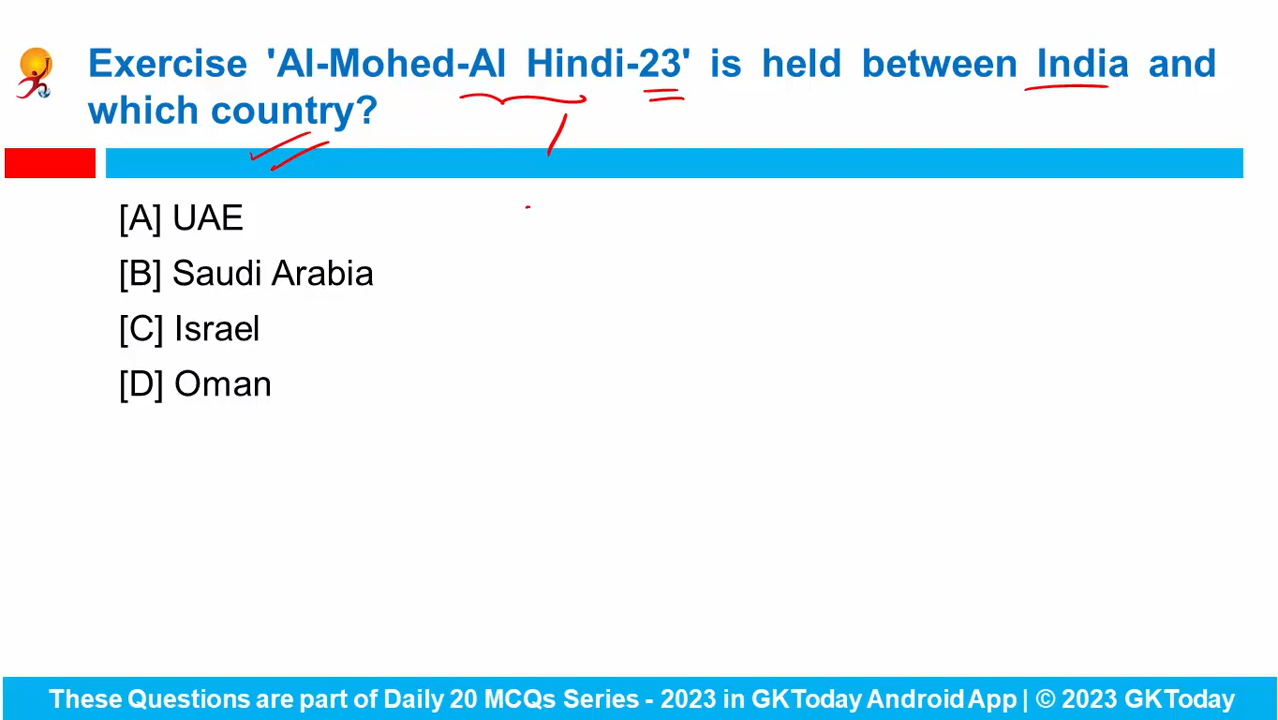 Exercise 'Al-Mohed-Al Hindi-23' is held between India and
which country?
[A] UAE
[B] Saudi Arabia
[C] Israel
[D] Oman
These Questions are part of Daily 20 MCQs Series - 2023 in GKToday Android App | © 2023 GKToday